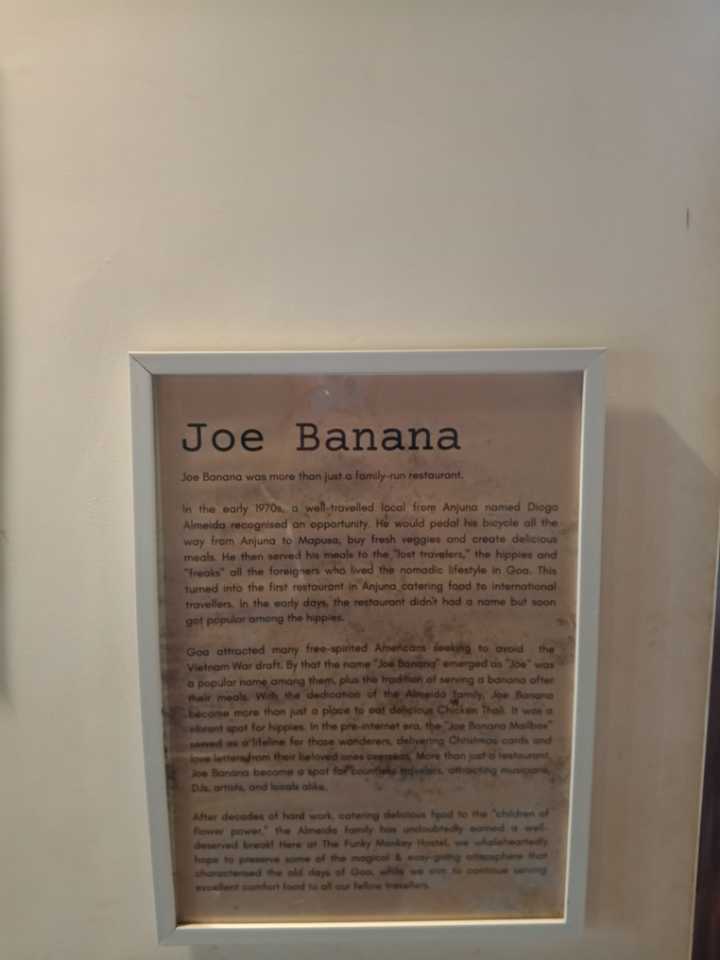 Joe Banana
Joe Banana was more than just a family-run restaurant.
In the early 1970s, a well-travelled local from Anjuna named Diogo
Almeida recognised an opportunity. He would pedal his bicycle all the
way from Anjuna to Mapusa, buy fresh veggies and create delicious
meals. He then served his meals to the "lost travelers," the hippies and
"freaks" all the foreigners who lived the nomadic lifestyle in Goa. This
turned into the first restaurant in Anjuna catering food to international
travellers. In the early days, the restaurant didn't had a name but soon
got popular among the hippies.
Goa attracted many free-spirited Americans seeking to avoid the
Vietnam War draft. By that the name "Joe Banana" emerged as "Joe" was
a popular name among them, plus the tradition of serving a banana after
their meals. With the dedication of the Almeida family, Joe Banana
became more than just a place to eat delicious Chicken Thali. It was a
vibrant spot for hippies. In the pre-internet era, the "Joe Banana Mailbox"
served as a lifeline for those wanderers, delivering Christmas cards and
love letters from their beloved ones overseas. More than just a restaurant,
Joe Banana became a spot for countless travelers, attracting musicians,
DJs, artists, and locals alike.
After decades of hard work, catering delicious food to the "children of
flower power," the Almeida family has undoubtedly earned a well-
deserved break! Here at The Funky Monkey Hostel, we wholeheartedly
hope to preserve some of the magical & easy-going atmosphere that
characterised the old days of Goa, while we aim to continue serving
excellent comfort food to all our fellow travellers.